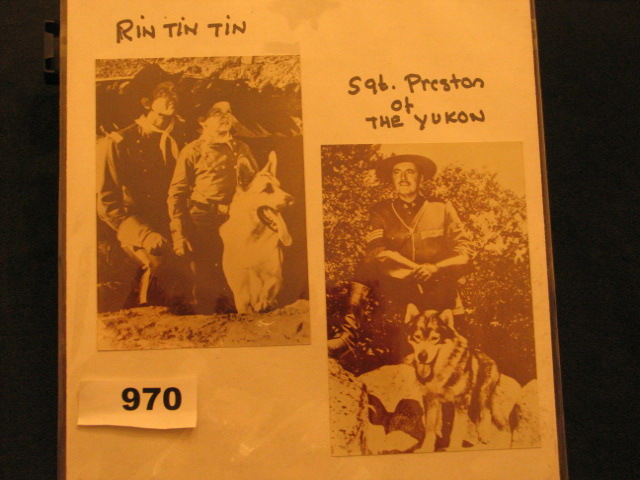 RIN TIN TIN
Sgt. Preston
of
THE YUKON
970